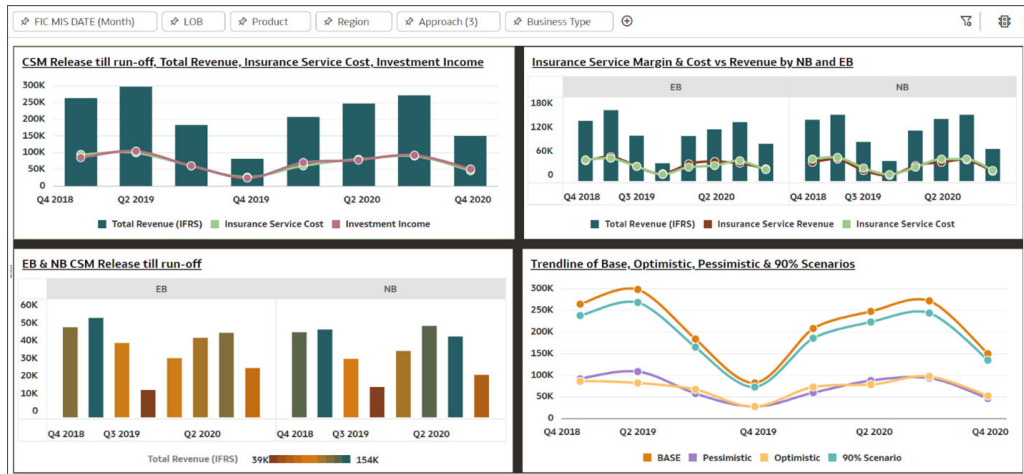 FIC MIS DATE (Month) LOB Product Region Approach (3) Business Type
CSM Release till run-off, Total Revenue, Insurance Service Cost, Investment Income
300K
250K
200K
150K
100K
50K
0
Q4 2018 Q2 2019 Q4 2019 Q2 2020 Q4 2020
Total Revenue (IFRS) Insurance Service Cost Investment Income
Insurance Service Margin & Cost vs Revenue by NB and EB
EB NB
180K
120K
60K
0
Q4 2018 Q3 2019 Q2 2020 Q4 2018 Q3 2019 Q2 2020
Total Revenue (IFRS) Insurance Service Revenue Insurance Service Cost
EB & NB CSM Release till run-off
EB NB
60K
50K
40K
30K
20K
10K
0
Q4 2018 Q3 2019 Q2 2020 Q4 2018 Q3 2019 Q2 2020
Total Revenue (IFRS) 39K 154K
Trendline of Base, Optimistic, Pessimistic & 90% Scenarios
300K
250K
200K
150K
100K
50K
0
Q4 2018 Q2 2019 Q4 2019 Q2 2020 Q4 2020
BASE Pessimistic Optimistic 90% Scenario